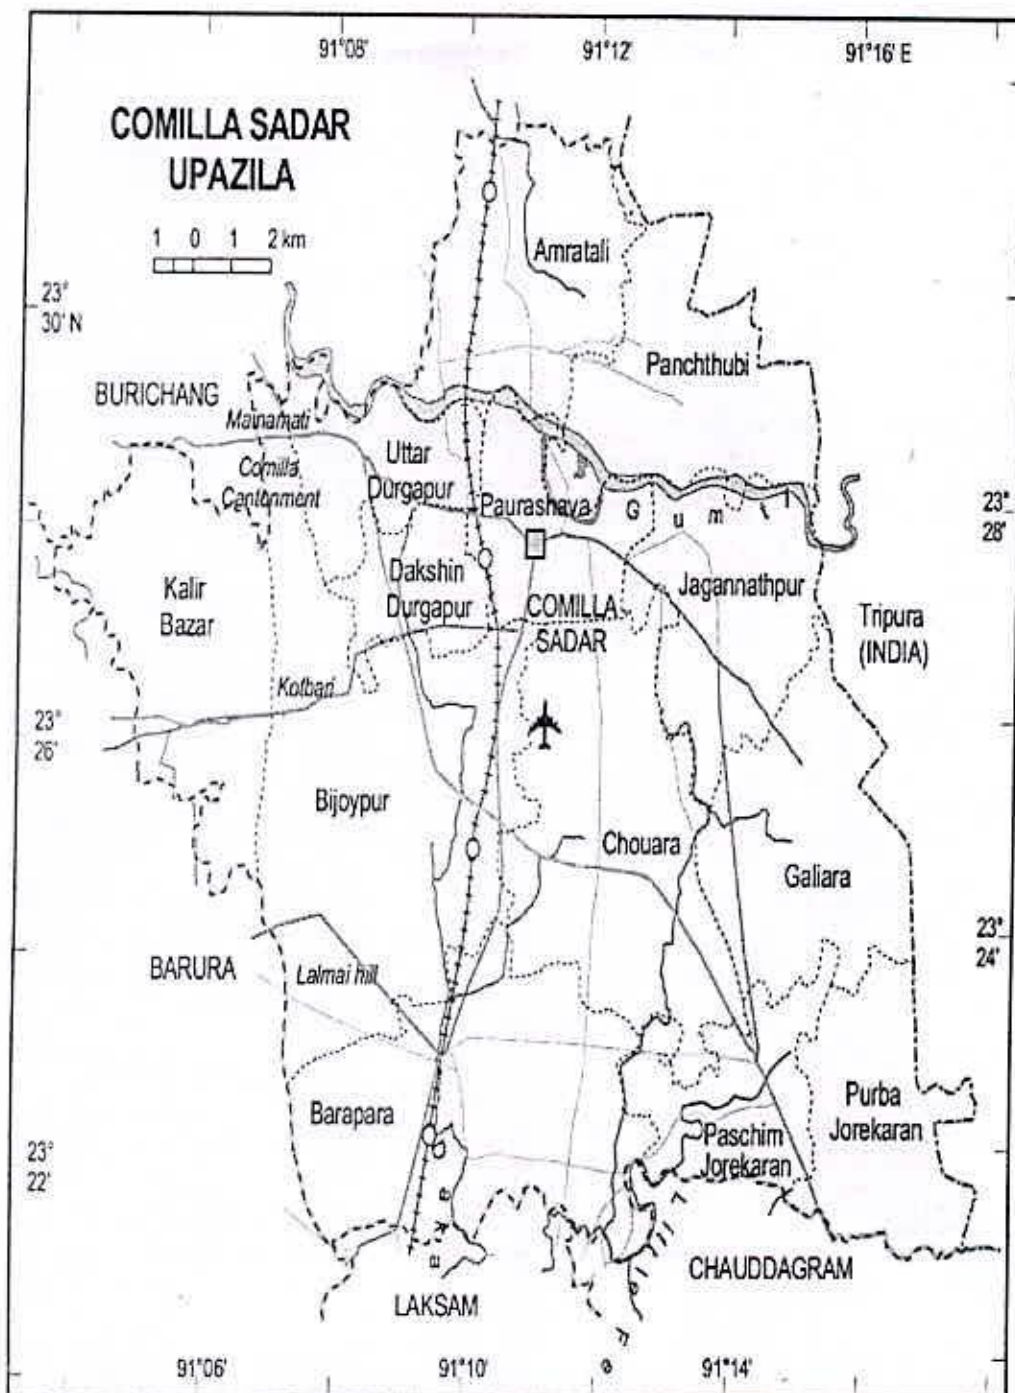 91°08' 91°12' 91°16' E
COMILLA SADAR
UPAZILA
1 0 1 2 km
Amratali
23°
30' N
Panchthubi
BURICHANG
Mainamati
Uttar
Durgapur
Comilla
Cantonment
Paurashava
G u m t i
23°
28'
Kalir
Bazar
Dakshin
Durgapur
Jagannathpur
COMILLA
SADAR
Tripura
(INDIA)
Kotbari
23°
26'
Bijoypur
Chouara
Galiara
23°
24'
BARURA
Lalmai hill
Barapara
Purba
Jorekaran
Paschim
Jorekaran
23°
22'
CHAUDDAGRAM
LAKSAM
91°06' 91°10' 91°14'